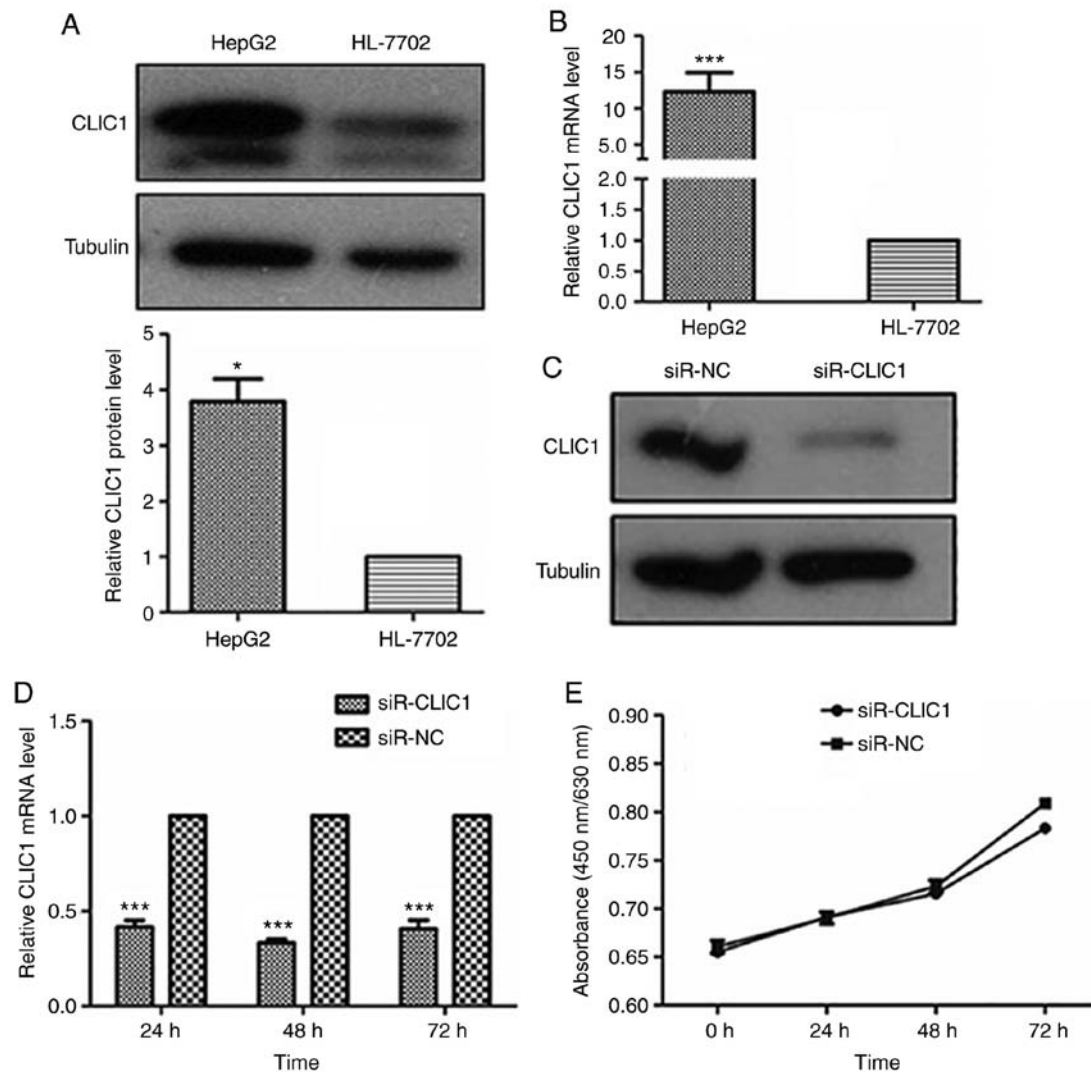 A
HepG2 HL-7702
CLIC1
Tubulin
Relative CLIC1 protein level
5
4
3
2
1
0
*
HepG2 HL-7702
B
Relative CLIC1 mRNA level
20
15
10
5.0
2.0
1.5
1.0
0.5
0.0
***
HepG2 HL-7702
C
siR-NC siR-CLIC1
CLIC1
Tubulin
D
siR-CLIC1
siR-NC
Relative CLIC1 mRNA level
1.5
1.0
0.5
0.0
*** *** ***
24 h 48 h 72 h
Time
E
siR-CLIC1
siR-NC
Absorbance (450 nm/630 nm)
0.90
0.85
0.80
0.75
0.70
0.65
0.60
0 h 24 h 48 h 72 h
Time